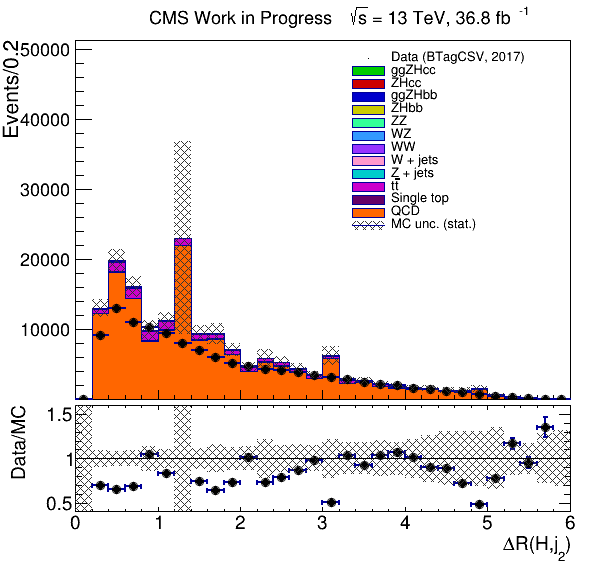 CMS Work in Progress √s = 13 TeV, 36.8 fb⁻¹
Events/0.2
50000
40000
30000
20000
10000
Data (BTagCSV, 2017)
ggZHcc
ZHcc
ggZHbb
ZHbb
ZZ
WZ
WW
W + jets
Z + jets
tt̅
Single top
QCD
MC unc. (stat.)
Data/MC
1.5
1
0.5
0 1 2 3 4 5 6
ΔR(H,j₂)